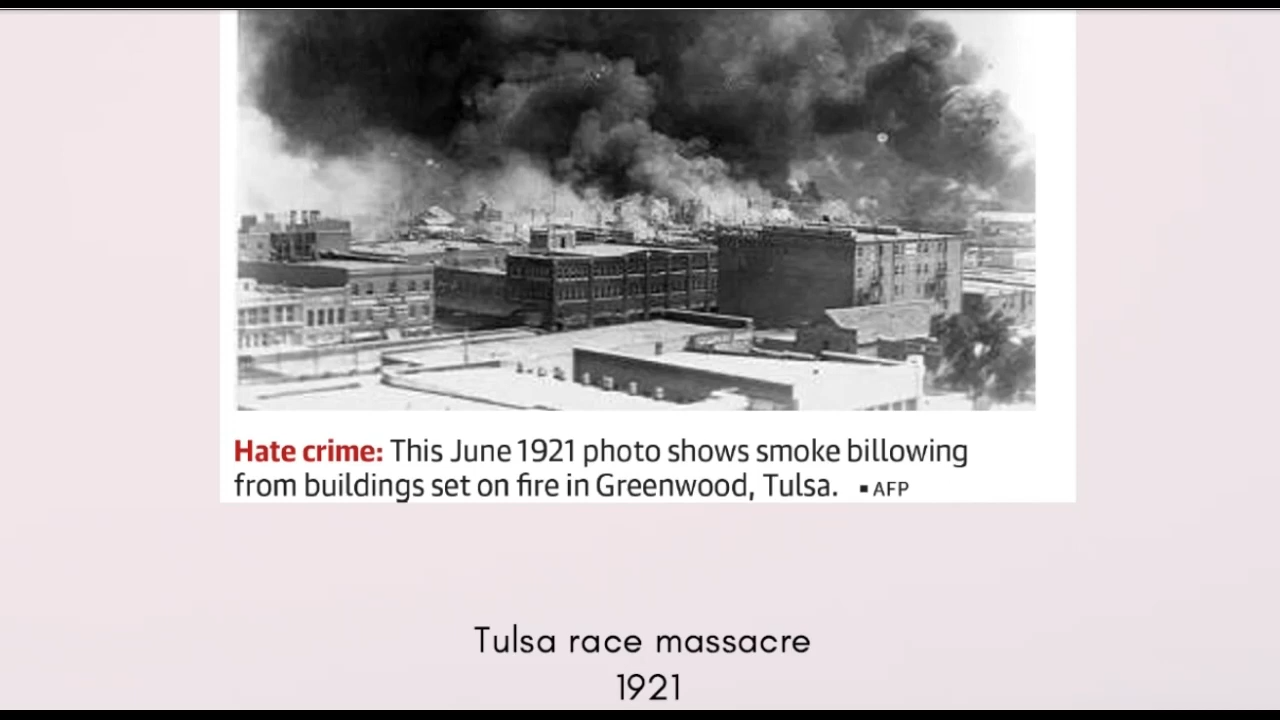 Hate crime: This June 1921 photo shows smoke billowing
from buildings set on fire in Greenwood, Tulsa. ▪ AFP
Tulsa race massacre
1921